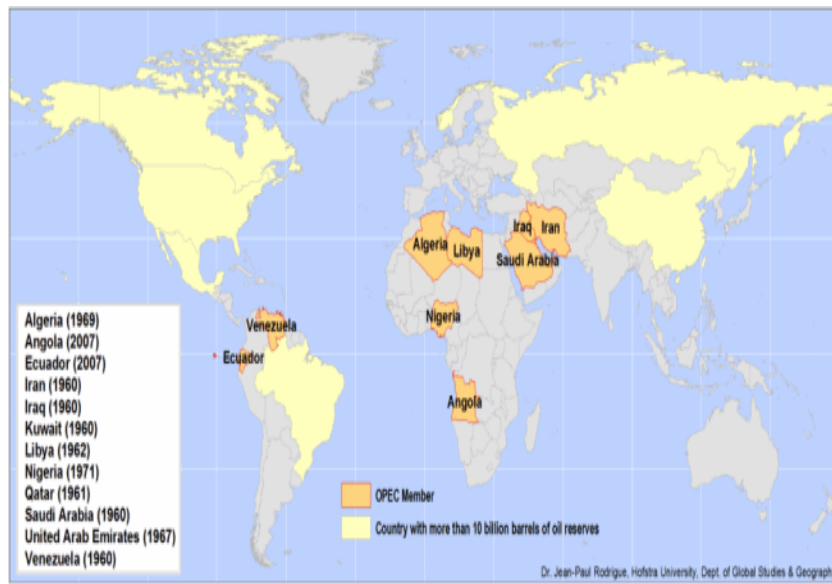 Algeria
Libya
Iraq
Iran
Saudi Arabia
Nigeria
Venezuela
Ecuador
Angola
Algeria (1969)
Angola (2007)
Ecuador (2007)
Iran (1960)
Iraq (1960)
Kuwait (1960)
Libya (1962)
Nigeria (1971)
Qatar (1961)
Saudi Arabia (1960)
United Arab Emirates (1967)
Venezuela (1960)
OPEC Member
Country with more than 10 billion barrels of oil reserves
Dr. Jean-Paul Rodrigue, Hofstra University, Dept. of Global Studies & Geograph